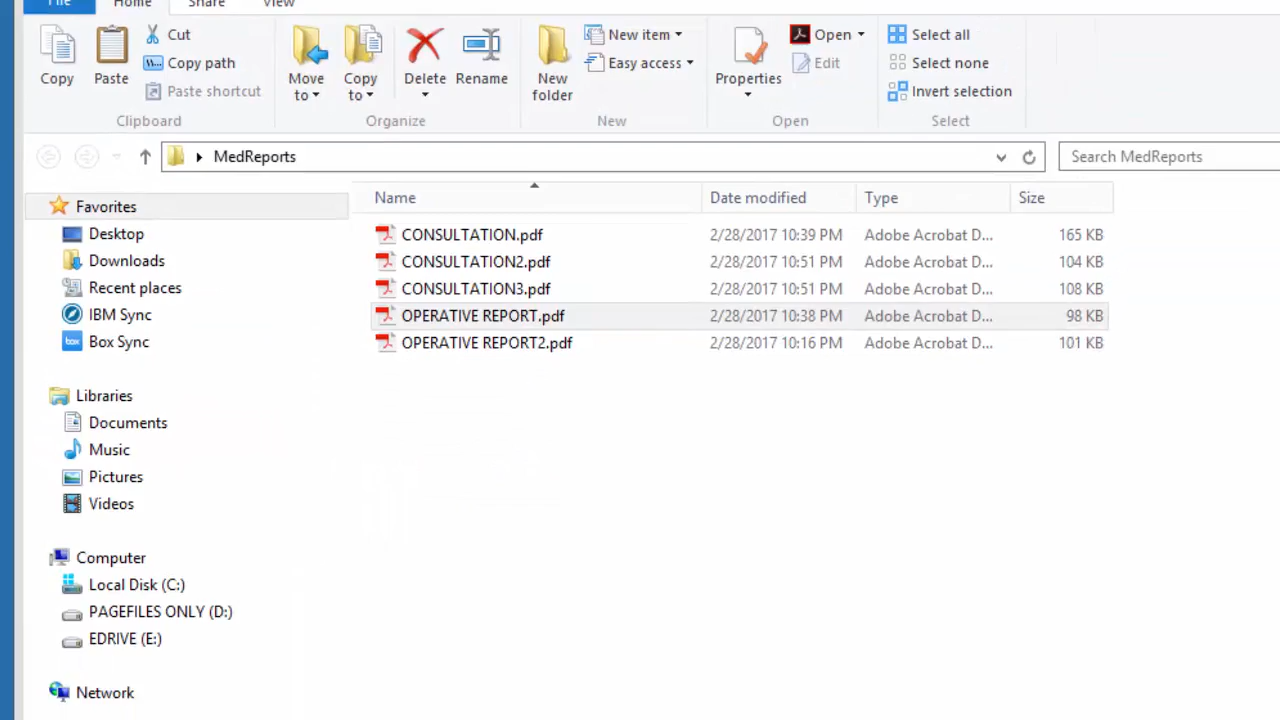 File Home Share View
Copy
Paste
Cut
Copy path
Paste shortcut
Clipboard
Move to
Copy to
Delete
Rename
Organize
New folder
New item
Easy access
New
Properties
Open
Edit
Open
Select all
Select none
Invert selection
Select
MedReports
Search MedReports
Name Date modified Type Size
CONSULTATION.pdf 2/28/2017 10:39 PM Adobe Acrobat D... 165 KB
CONSULTATION2.pdf 2/28/2017 10:51 PM Adobe Acrobat D... 104 KB
CONSULTATION3.pdf 2/28/2017 10:51 PM Adobe Acrobat D... 108 KB
OPERATIVE REPORT.pdf 2/28/2017 10:38 PM Adobe Acrobat D... 98 KB
OPERATIVE REPORT2.pdf 2/28/2017 10:16 PM Adobe Acrobat D... 101 KB
Favorites
Desktop
Downloads
Recent places
IBM Sync
Box Sync
Libraries
Documents
Music
Pictures
Videos
Computer
Local Disk (C:)
PAGEFILES ONLY (D:)
EDRIVE (E:)
Network